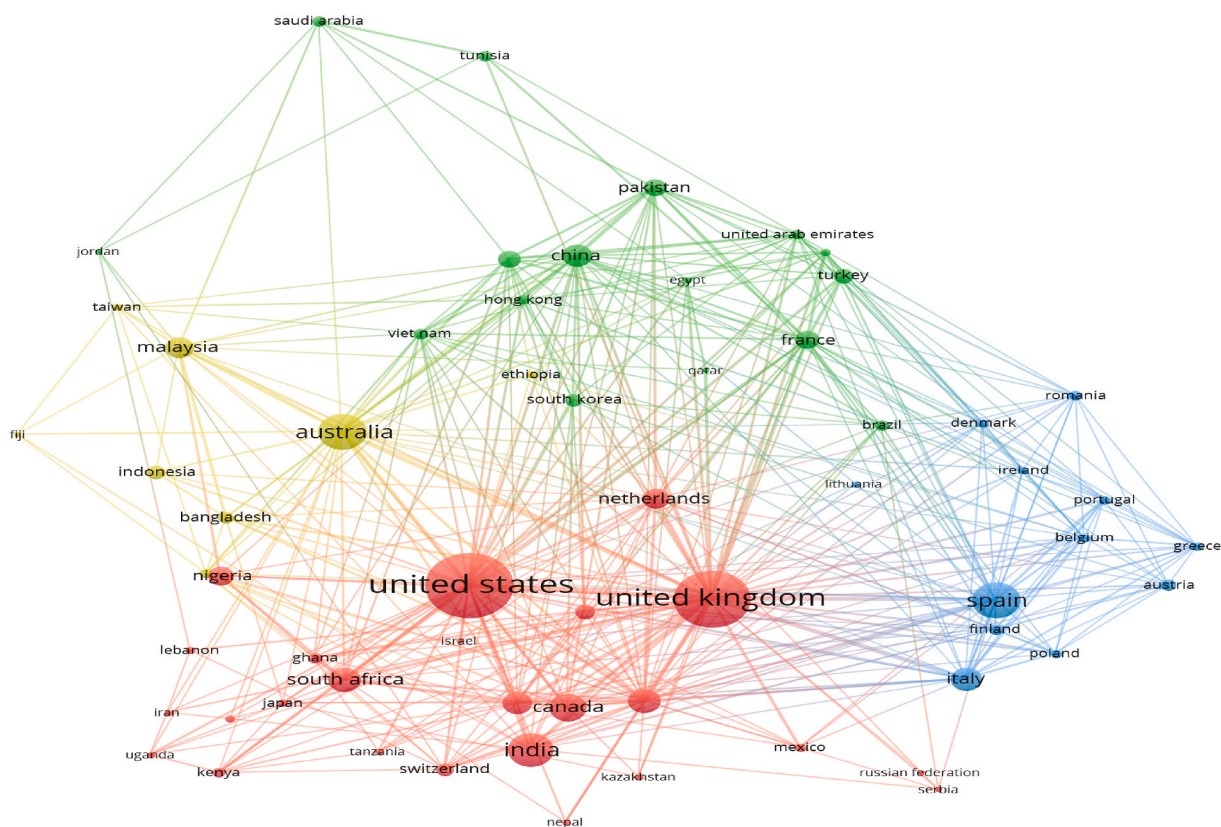 saudi arabia
tunisia
pakistan
united arab emirates
jordan
china
egypt
turkey
hong kong
taiwan
viet nam
malaysia
france
qatar
ethiopia
south korea
romania
denmark
brazil
australia
fiji
indonesia
ireland
lithuania
netherlands
portugal
bangladesh
belgium
greece
nigeria
united states
united kingdom
austria
spain
finland
israel
lebanon
ghana
poland
south africa
italy
japan
canada
iran
india
mexico
uganda
tanzania
kenya
switzerland
kazakhstan
russian federation
serbia
nepal